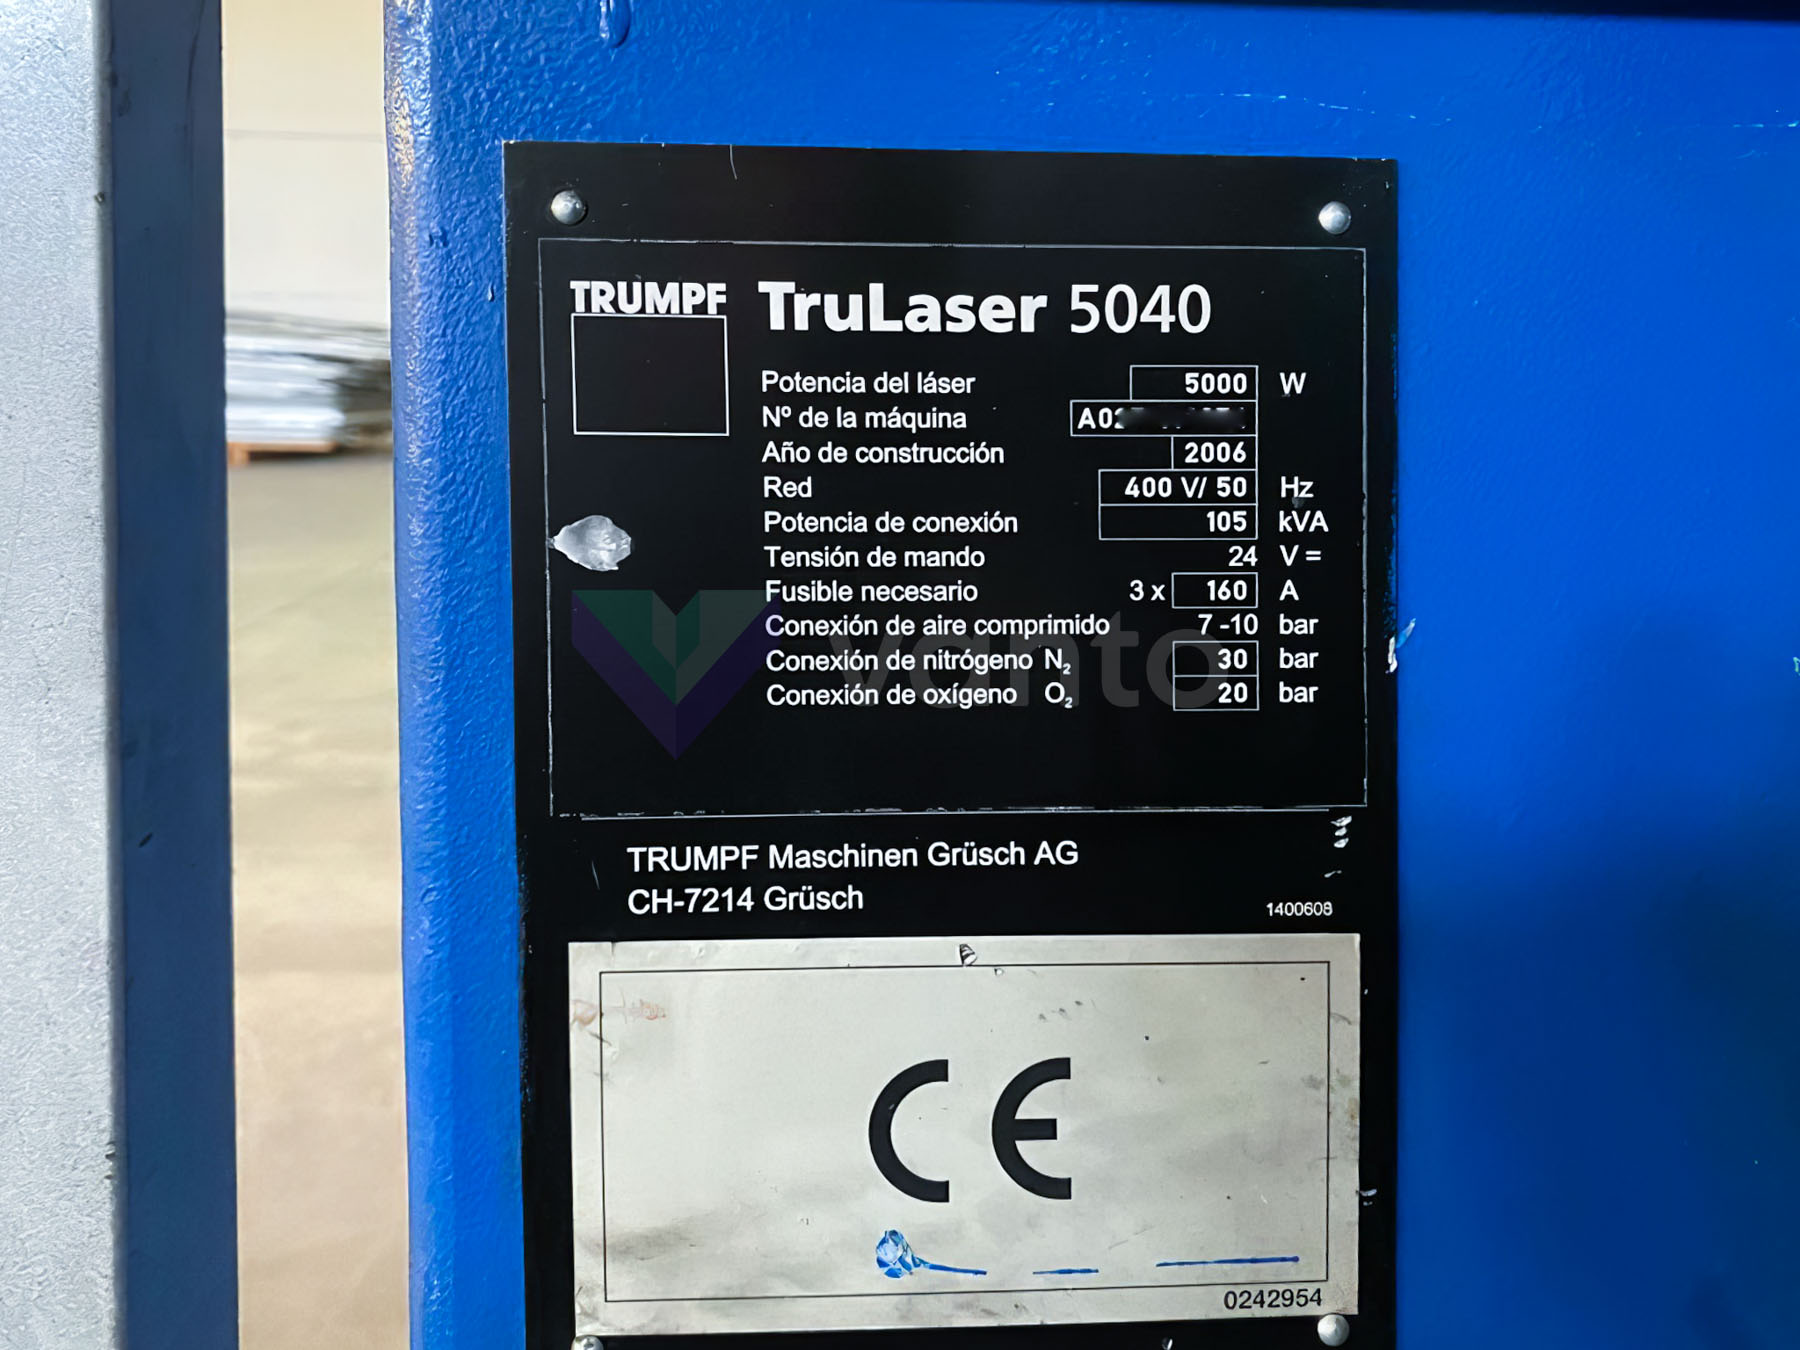 TRUMPF TruLaser 5040
Potencia del láser 5000 W
Nº de la máquina
Año de construcción 2006
Red 400 V/ 50 Hz
Potencia de conexión 105 kVA
Tensión de mando 24 V =
Fusible necesario 3 x 160 A
Conexión de aire comprimido 7 -10 bar
Conexión de nitrógeno N₂ 30 bar
Conexión de oxígeno O₂ 20 bar
vanto
TRUMPF Maschinen Grüsch AG
CH-7214 Grüsch
1400608
CE
0242954